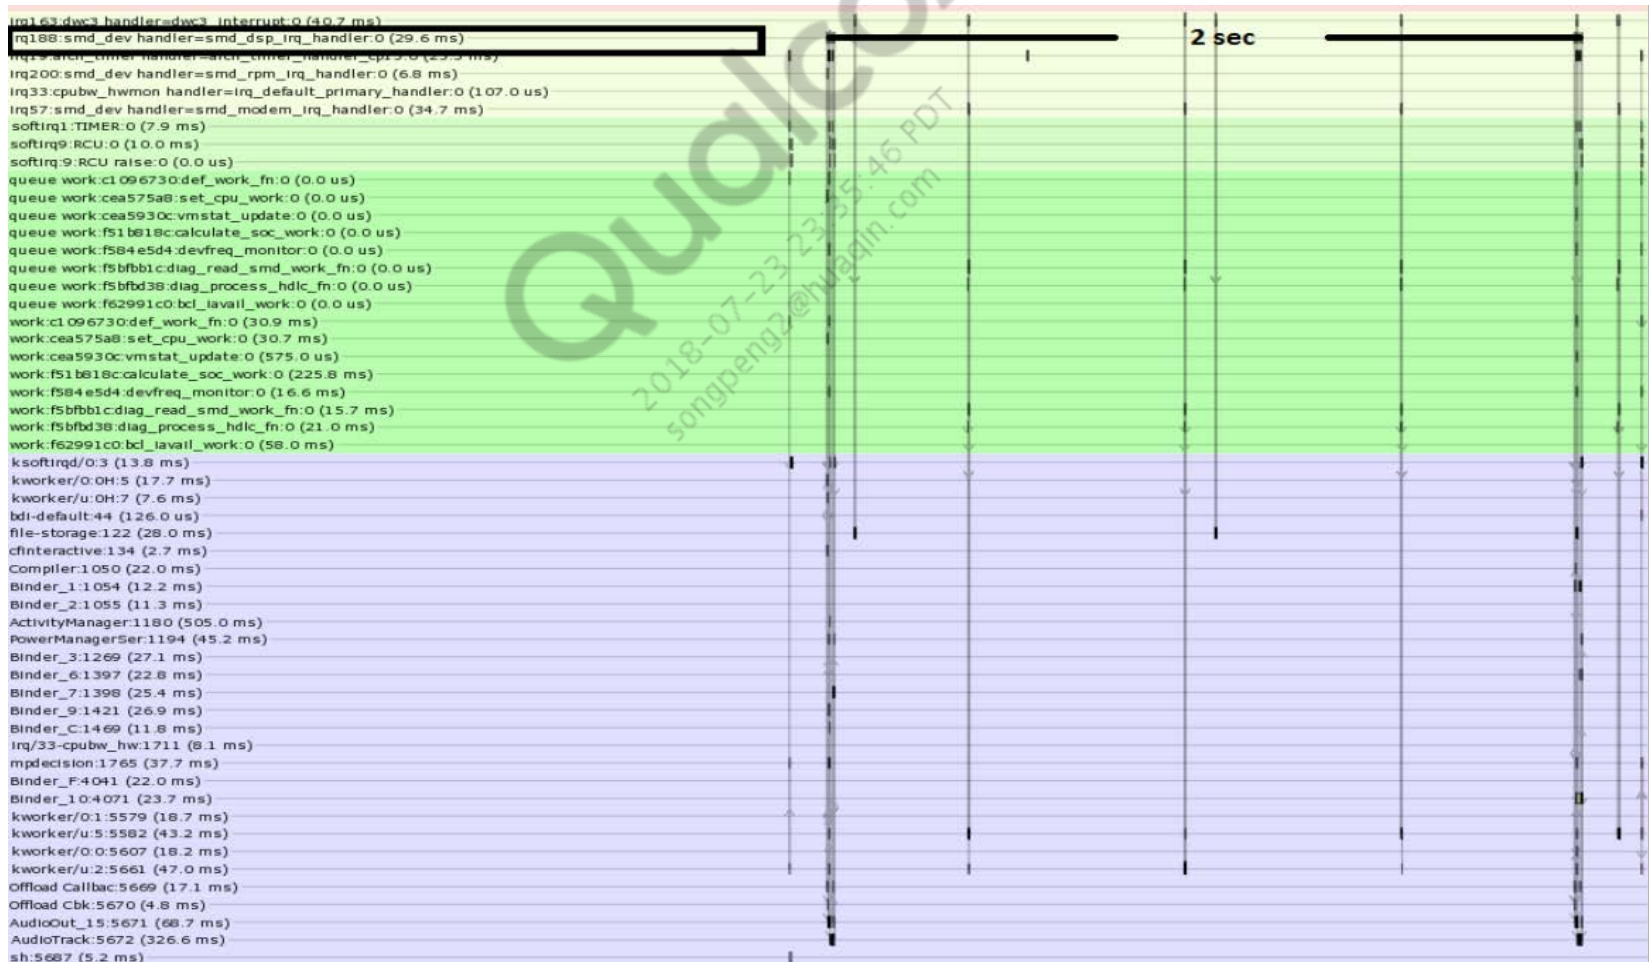 irq163:dwc3 handler=dwc3_interrupt:0 (40.7 ms)
irq188:smd_dev handler=smd_dsp_irq_handler:0 (29.6 ms)
2 sec
irq19:arch_timer handler=arch_timer_handler_cp15:0
irq200:smd_dev handler=smd_rpm_irq_handler:0 (6.8 ms)
irq33:cpubw_hwmon handler=irq_default_primary_handler:0 (107.0 us)
irq57:smd_dev handler=smd_modem_irq_handler:0 (34.7 ms)
softirq1:TIMER:0 (7.9 ms)
softirq9:RCU:0 (10.0 ms)
softirq:9:RCU raise:0 (0.0 us)
queue work:c1096730:def_work_fn:0 (0.0 us)
queue work:cea575a8:set_cpu_work:0 (0.0 us)
queue work:cea5930c:vmstat_update:0 (0.0 us)
queue work:f51b818c:calculate_soc_work:0 (0.0 us)
queue work:f584e5d4:devfreq_monitor:0 (0.0 us)
queue work:f5bfbb1c:diag_read_smd_work_fn:0 (0.0 us)
queue work:f5bfbd38:diag_process_hdlc_fn:0 (0.0 us)
queue work:f62991c0:bcl_iavail_work:0 (0.0 us)
work:c1096730:def_work_fn:0 (30.9 ms)
work:cea575a8:set_cpu_work:0 (30.7 ms)
work:cea5930c:vmstat_update:0 (575.0 us)
work:f51b818c:calculate_soc_work:0 (225.8 ms)
work:f584e5d4:devfreq_monitor:0 (16.6 ms)
work:f5bfbb1c:diag_read_smd_work_fn:0 (15.7 ms)
work:f5bfbd38:diag_process_hdlc_fn:0 (21.0 ms)
work:f62991c0:bcl_iavail_work:0 (58.0 ms)
ksoftirqd/0:3 (13.8 ms)
kworker/0:0H:5 (17.7 ms)
kworker/u:0H:7 (7.6 ms)
bdi-default:44 (126.0 us)
file-storage:122 (28.0 ms)
cfinteractive:134 (2.7 ms)
Compiler:1050 (22.0 ms)
Binder_1:1054 (12.2 ms)
Binder_2:1055 (11.3 ms)
ActivityManager:1180 (505.0 ms)
PowerManagerSer:1194 (45.2 ms)
Binder_3:1269 (27.1 ms)
Binder_6:1397 (22.8 ms)
Binder_7:1398 (25.4 ms)
Binder_9:1421 (26.9 ms)
Binder_C:1469 (11.8 ms)
irq/33-cpubw_hw:1711 (8.1 ms)
mpdecision:1765 (37.7 ms)
Binder_F:4041 (22.0 ms)
Binder_10:4071 (23.7 ms)
kworker/0:1:5579 (18.7 ms)
kworker/u:5:5582 (43.2 ms)
kworker/0:0:5607 (18.2 ms)
kworker/u:2:5661 (47.0 ms)
Offload Callbac:5669 (17.1 ms)
Offload Cbk:5670 (4.8 ms)
AudioOut_15:5671 (68.7 ms)
AudioTrack:5672 (326.6 ms)
sh:5687 (5.2 ms)
Qualco
2018-07-23 23:35:46 PDT
songpeng2@huaqin.com